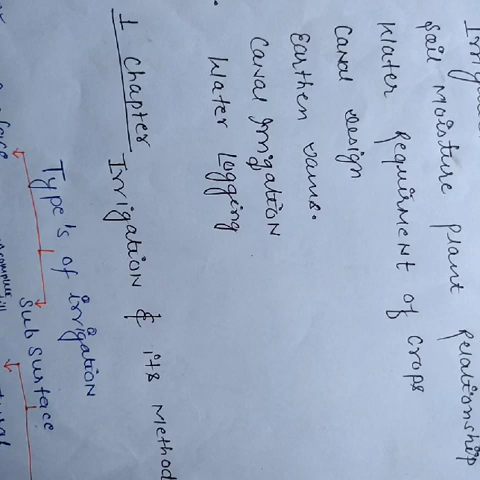 Soil Moisture plant Relationship
Water Requirment of Crops
Canal design
Earthen dams.
Canal Irrigation
Water Logging
1 Chapter Irrigation & its Method
Type's of irrigation
Subsurface